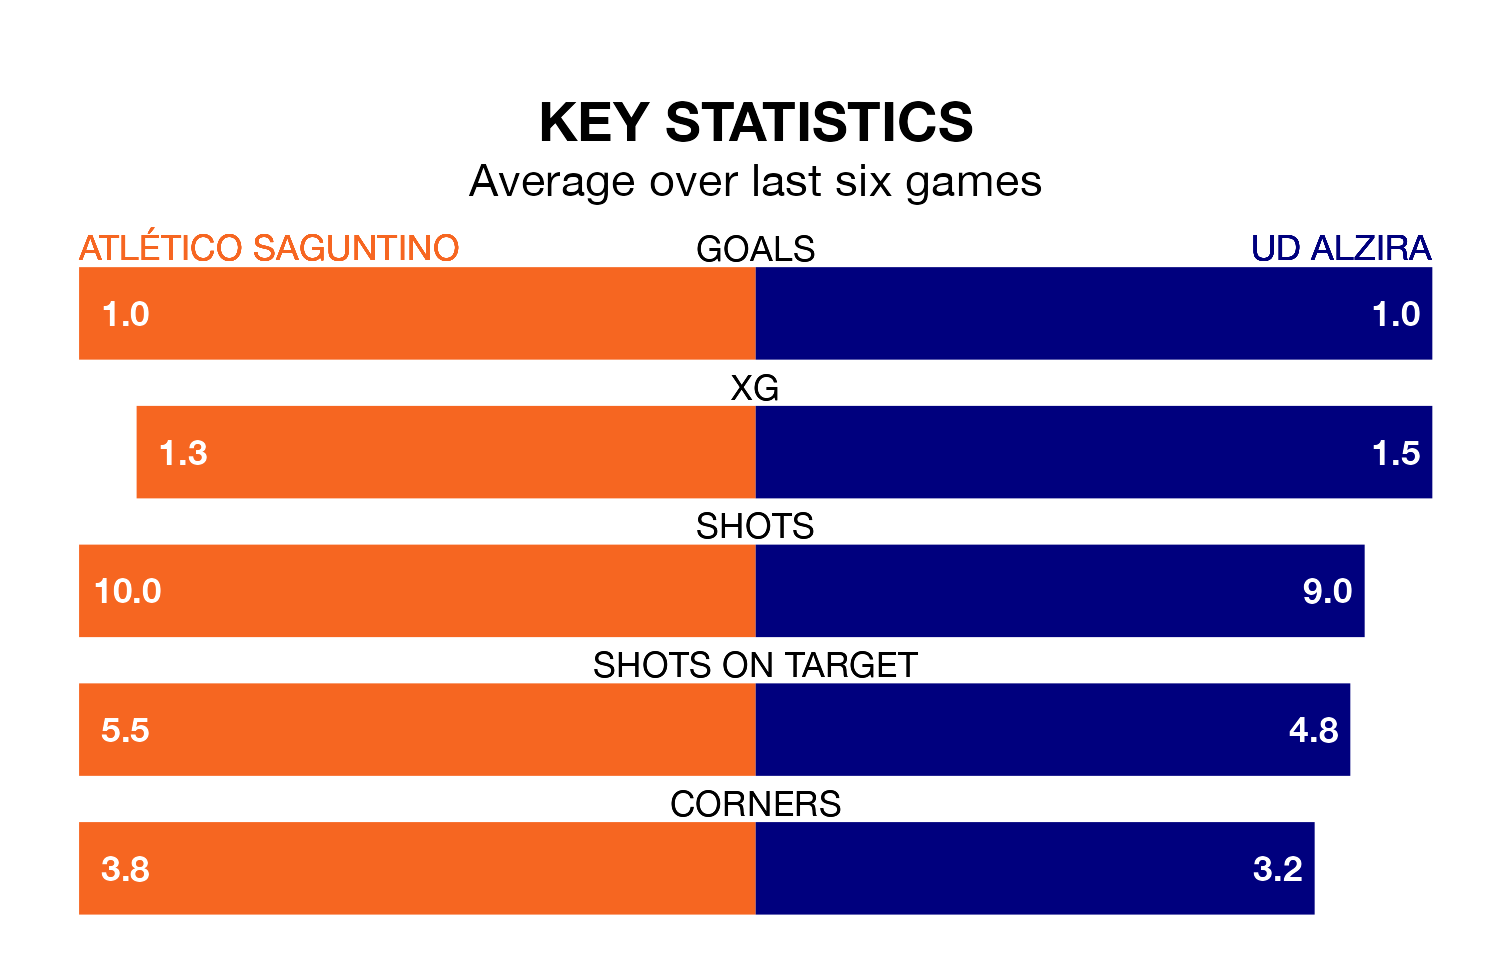 KEY STATISTICS
Average over last six games
ATLÉTICO SAGUNTINO GOALS UD ALZIRA
1.0 1.0
XG
1.3 1.5
SHOTS
10.0 9.0
SHOTS ON TARGET
5.5 4.8
CORNERS
3.8 3.2